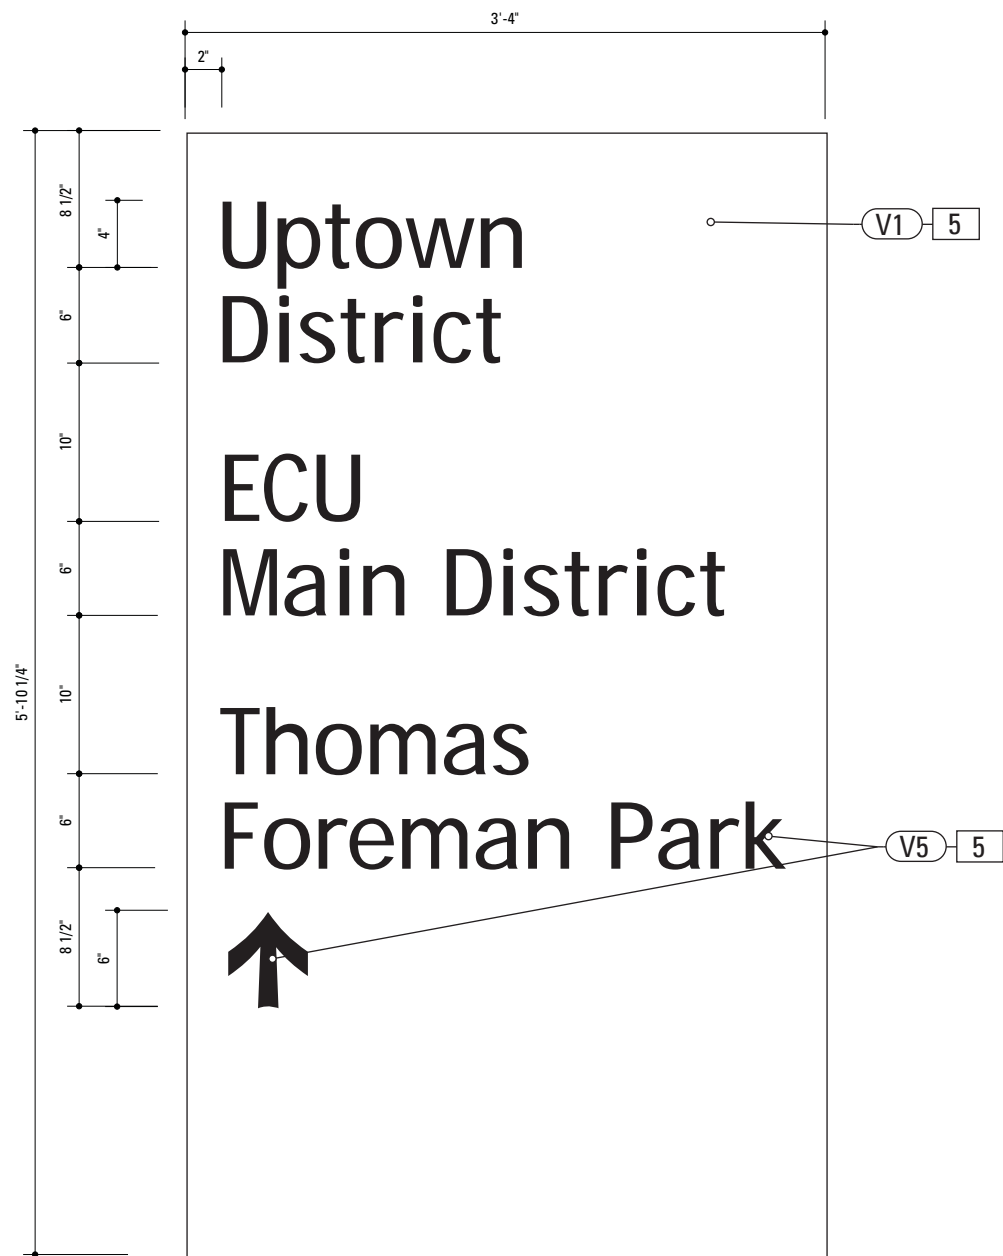 3'-4"
2"
8 1/2"
4"
Uptown
V1 5
6"
District
10"
ECU
6"
Main District
5'-10 1/4"
10"
Thomas
6"
Foreman Park
V5 5
8 1/2"
6"